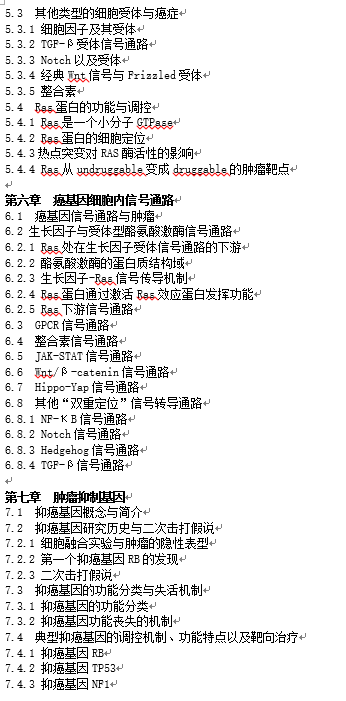 5.3 其他类型的细胞受体与癌症
5.3.1 细胞因子及其受体
5.3.2 TGF-β受体信号通路
5.3.3 Notch以及受体
5.3.4 经典 Wnt信号与Frizzled受体
5.3.5 整合素
5.4 Ras蛋白的功能与调控
5.4.1 Ras是一个小分子GTPase
5.4.2 Ras蛋白的细胞定位
5.4.3热点突变对RAS酶活性的影响
5.4.4 Ras从undruggable变成druggable的肿瘤靶点
第六章 癌基因细胞内信号通路
6.1 癌基因信号通路与肿瘤
6.2 生长因子与受体型酪氨酸激酶信号通路
6.2.1 Ras处在生长因子受体信号通路的下游
6.2.2 酪氨酸激酶的蛋白质结构域
6.2.3 生长因子-Ras信号传导机制
6.2.4 Ras蛋白通过激活Ras效应蛋白发挥功能
6.2.5 Ras下游信号通路
6.3 GPCR信号通路
6.4 整合素信号通路
6.5 JAK-STAT信号通路
6.6 Wnt/β-catenin信号通路
6.7 Hippo-Yap信号通路
6.8 其他“双重定位”信号转导通路
6.8.1 NF-κB信号通路
6.8.2 Notch信号通路
6.8.3 Hedgehog信号通路
6.8.4 TGF-β信号通路
第七章 肿瘤抑制基因
7.1 抑癌基因概念与简介
7.2 抑癌基因研究历史与二次击打假说
7.2.1 细胞融合实验与肿瘤的隐性表型
7.2.2 第一个抑癌基因RB的发现
7.2.3 二次击打假说
7.3 抑癌基因的功能分类与失活机制
7.3.1 抑癌基因的功能分类
7.3.2 抑癌基因功能丧失的机制
7.4 典型抑癌基因的调控机制、功能特点以及靶向治疗
7.4.1 抑癌基因RB
7.4.2 抑癌基因TP53
7.4.3 抑癌基因NF1